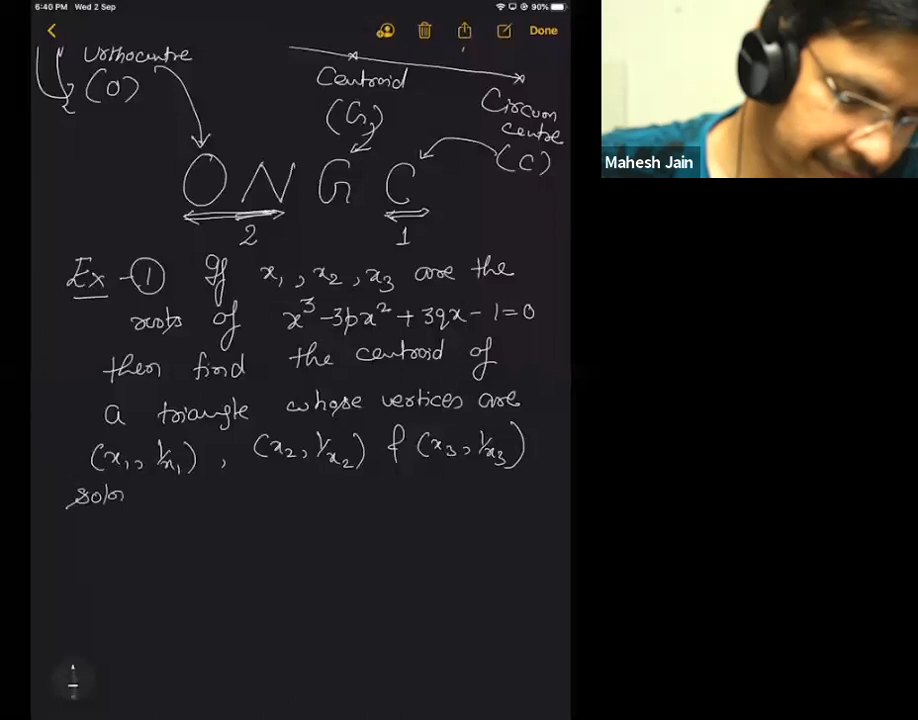 6:40 PM Wed 2 Sep
90%
Done
Orthocentre
(O)
Centroid
(G)
Circum
centre
(C)
O N G C
2 1
Ex - ① If x₁, x₂, x₃ are the
roots of x³ - 3px² + 3qx - 1 = 0
then find the centroid of
a triangle whose vertices are
(x₁, 1/x₁), (x₂, 1/x₂) & (x₃, 1/x₃)
soln
Mahesh Jain